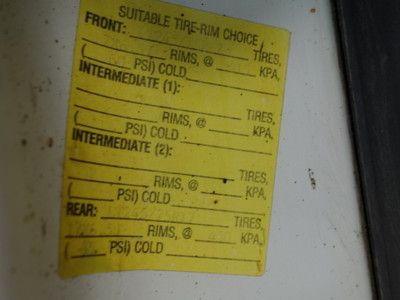 SUITABLE TIRE-RIM CHOICE
FRONT: TIRES,
RIMS, @ KPA,
( PSI) COLD
INTERMEDIATE (1):
TIRES,
RIMS, @ KPA,
( PSI) COLD
INTERMEDIATE (2):
TIRES,
RIMS, @ KPA,
( PSI) COLD
REAR: TIRES,
RIMS, @ KPA,
( PSI) COLD